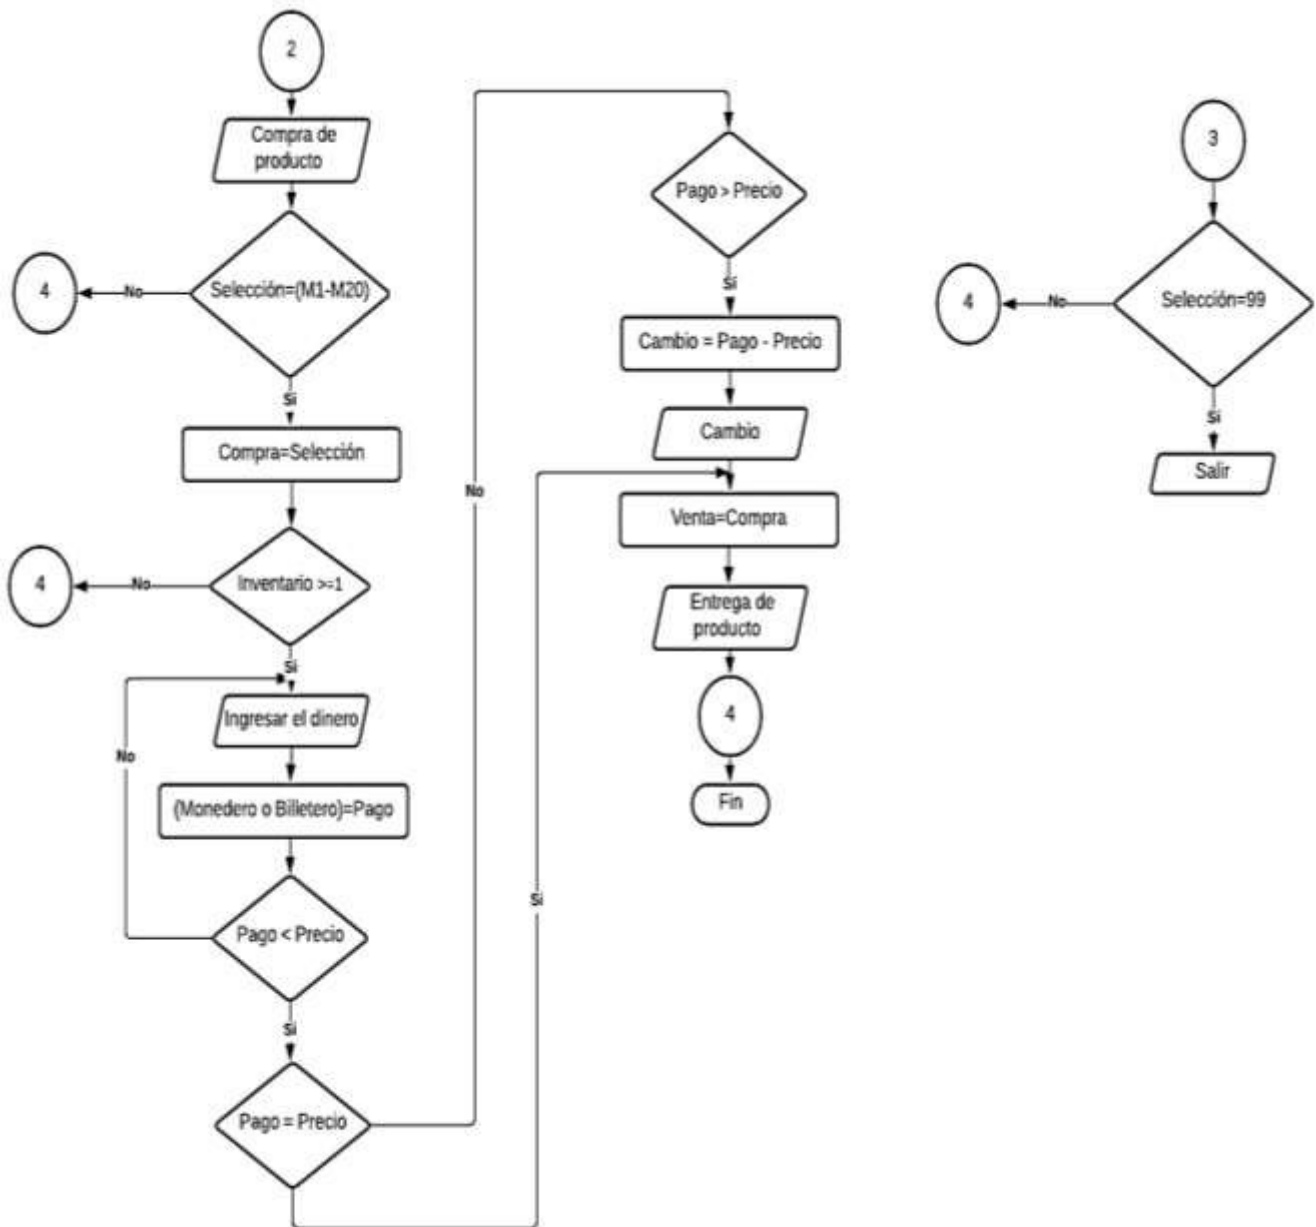 2
Compra de
producto
Selección=(M1-M20)
No
4
Si
Compra=Selección
Inventario >=1
No
4
Si
Ingresar el dinero
(Monedero o Billetero)=Pago
Pago < Precio
No
Si
Pago = Precio
No
Si
Pago > Precio
Si
Cambio = Pago - Precio
Cambio
Venta=Compra
Entrega de
producto
4
Fin
3
Selección=99
No
4
Si
Salir